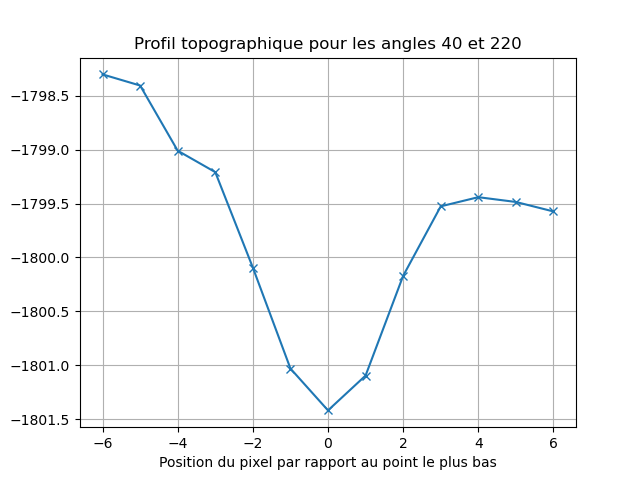 Profil topographique pour les angles 40 et 220
−1798.5
−1799.0
−1799.5
−1800.0
−1800.5
−1801.0
−1801.5
−6 −4 −2 0 2 4 6
Position du pixel par rapport au point le plus bas